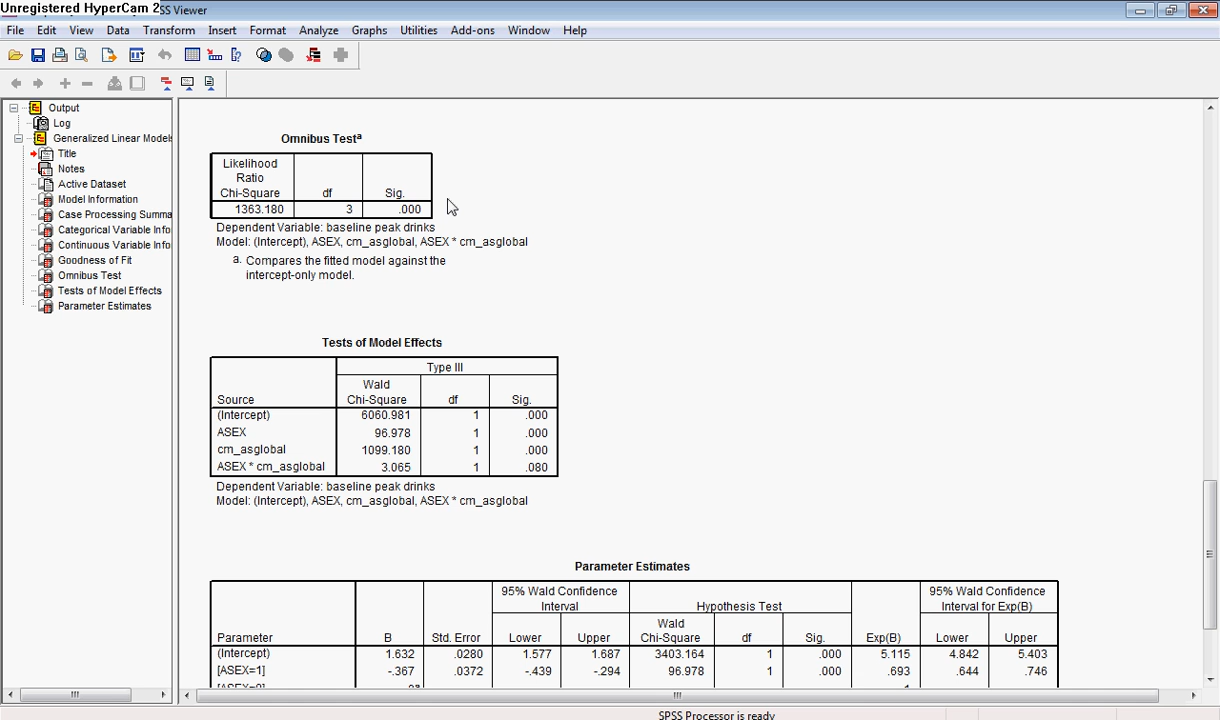 Unregistered HyperCam 2 SS Viewer
File Edit View Data Transform Insert Format Analyze Graphs Utilities Add-ons Window Help
Output
Log
Generalized Linear Models
Title
Notes
Active Dataset
Model Information
Case Processing Summa
Categorical Variable Info
Continuous Variable Info
Goodness of Fit
Omnibus Test
Tests of Model Effects
Parameter Estimates
Omnibus Testa
Likelihood
Ratio
Chi-Square df Sig.
1363.180 3 .000
Dependent Variable: baseline peak drinks
Model: (Intercept), ASEX, cm_asglobal, ASEX * cm_asglobal
a. Compares the fitted model against the
intercept-only model.
Tests of Model Effects
Type III
Wald
Source Chi-Square df Sig.
(Intercept) 6060.981 1 .000
ASEX 96.978 1 .000
cm_asglobal 1099.180 1 .000
ASEX * cm_asglobal 3.065 1 .080
Dependent Variable: baseline peak drinks
Model: (Intercept), ASEX, cm_asglobal, ASEX * cm_asglobal
Parameter Estimates
95% Wald Confidence
Interval
Hypothesis Test
95% Wald Confidence
Interval for Exp(B)
Wald
Parameter B Std. Error Lower Upper Chi-Square df Sig. Exp(B) Lower Upper
(Intercept) 1.632 .0280 1.577 1.687 3403.164 1 .000 5.115 4.842 5.403
[ASEX=1] -.367 .0372 -.439 -.294 96.978 1 .000 .693 .644 .746
SPSS Processor is ready